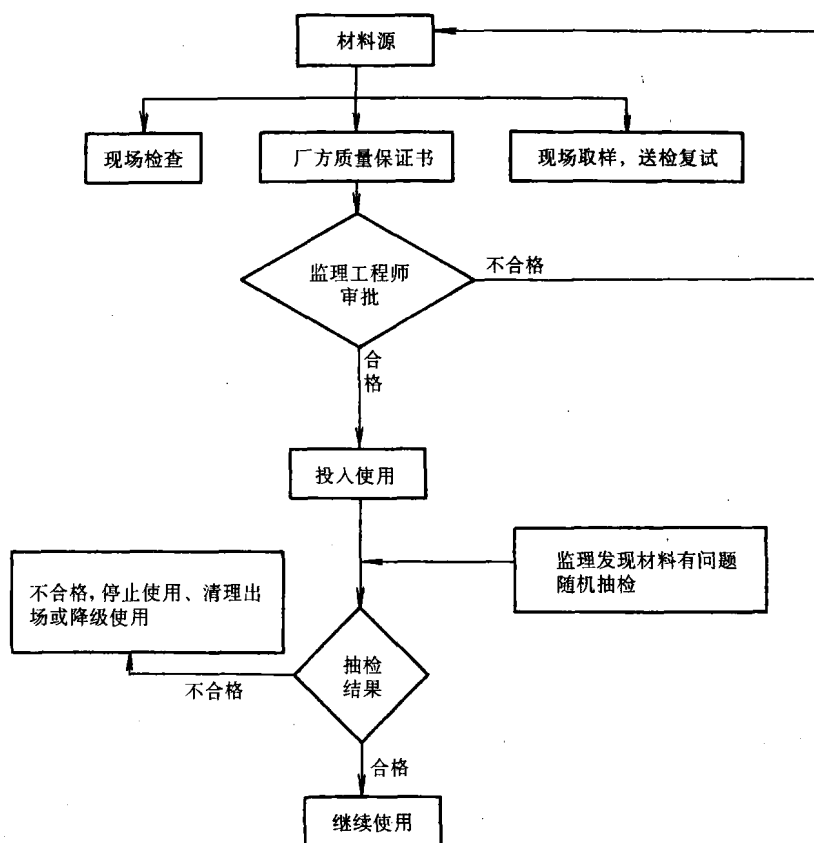 材料源
现场检查
厂方质量保证书
现场取样，送检复试
监理工程师
审批
不合格
合
格
投入使用
监理发现材料有问题
随机抽检
不合格，停止使用、清理出
场或降级使用
抽检
结果
不合格
合格
继续使用